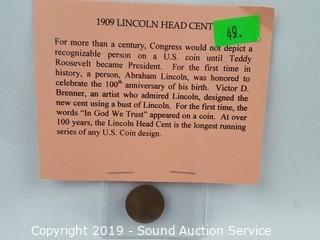 1909 LINCOLN HEAD CENT
49.
For more than a century, Congress would not depict a
recognizable person on a U.S. coin until Teddy
Roosevelt became President. For the first time in
history, a person, Abraham Lincoln, was honored to
celebrate the 100th anniversary of his birth. Victor D.
Brenner, an artist who admired Lincoln, designed the
new cent using a bust of Lincoln. For the first time, the
words "In God We Trust" appeared on a coin. At over
100 years, the Lincoln Head Cent is the longest running
series of any U.S. Coin design.
Copyright 2019 - Sound Auction Service